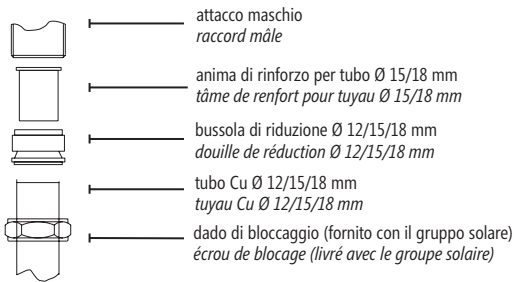 attacco maschio
raccord mâle
anima di rinforzo per tubo Ø 15/18 mm
tâme de renfort pour tuyau Ø 15/18 mm
bussola di riduzione Ø 12/15/18 mm
douille de réduction Ø 12/15/18 mm
tubo Cu Ø 12/15/18 mm
tuyau Cu Ø 12/15/18 mm
dado di bloccaggio (fornito con il gruppo solare)
écrou de blocage (livré avec le groupe solaire)